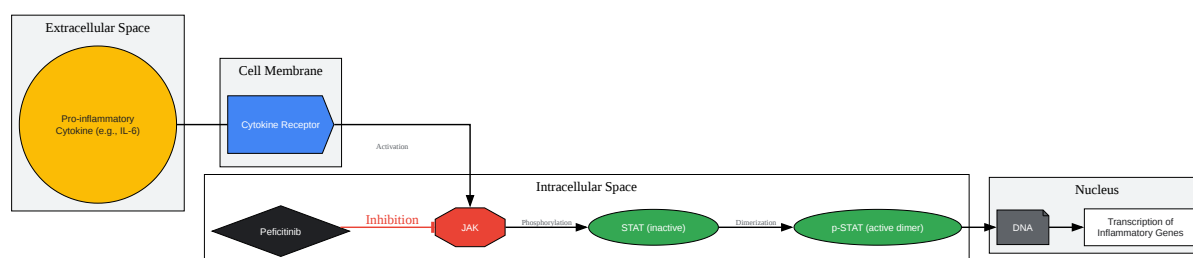 Extracellular Space
Pro-inflammatory
Cytokine (e.g., IL-6)
Cell Membrane
Cytokine Receptor
Activation
Intracellular Space
Peficitinib
Inhibition
JAK
Phosphorylation
STAT (inactive)
Dimerization
p-STAT (active dimer)
Nucleus
DNA
Transcription of
Inflammatory Genes